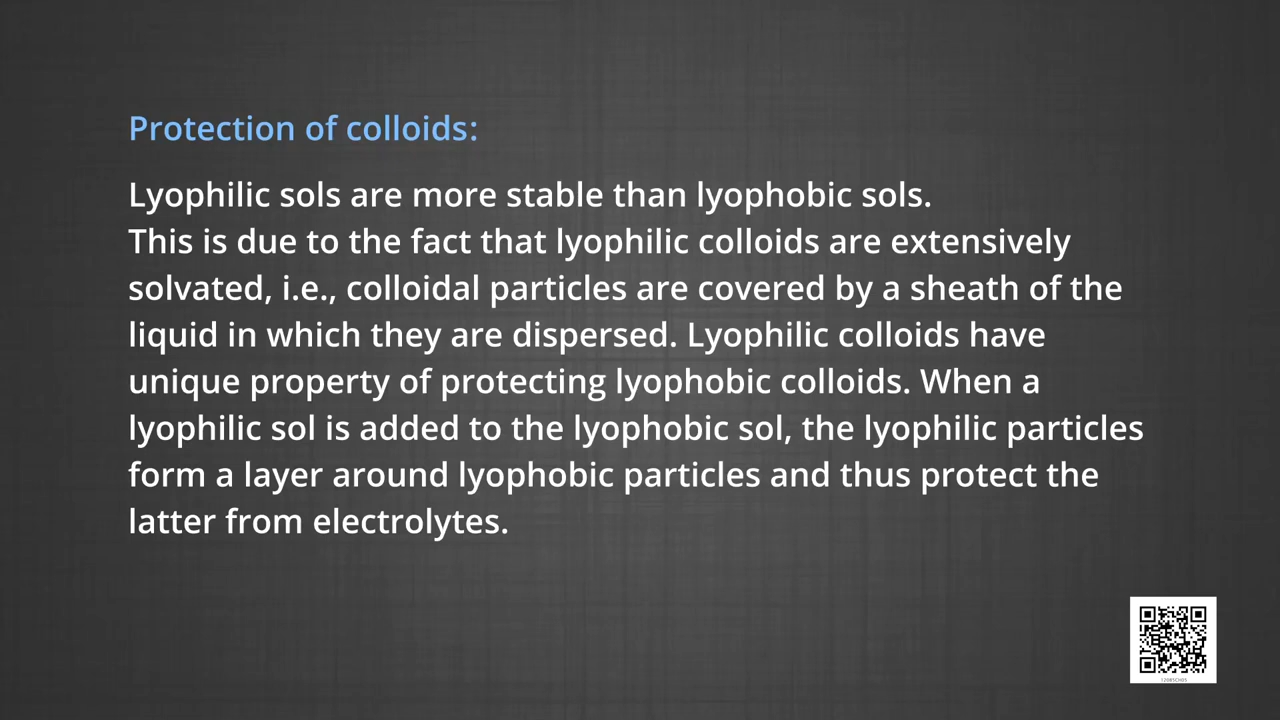 Protection of colloids:
Lyophilic sols are more stable than lyophobic sols.
This is due to the fact that lyophilic colloids are extensively
solvated, i.e., colloidal particles are covered by a sheath of the
liquid in which they are dispersed. Lyophilic colloids have
unique property of protecting lyophobic colloids. When a
lyophilic sol is added to the lyophobic sol, the lyophilic particles
form a layer around lyophobic particles and thus protect the
latter from electrolytes.